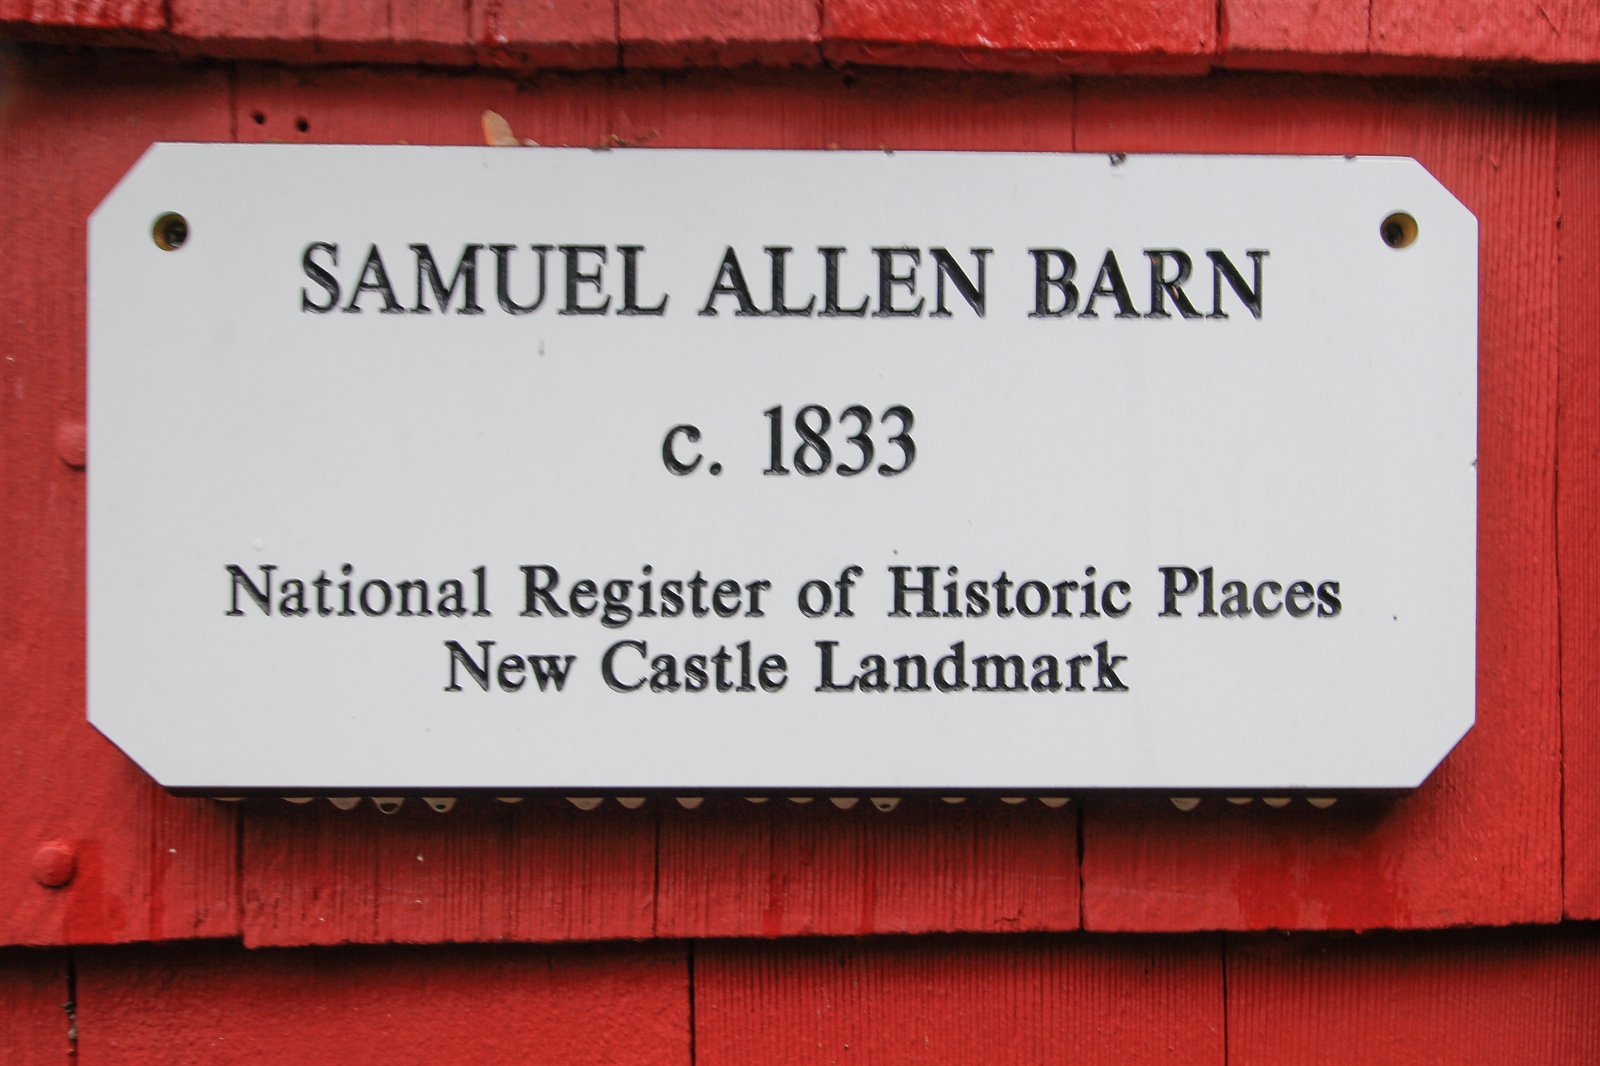 SAMUEL ALLEN BARN
c. 1833
National Register of Historic Places
New Castle Landmark